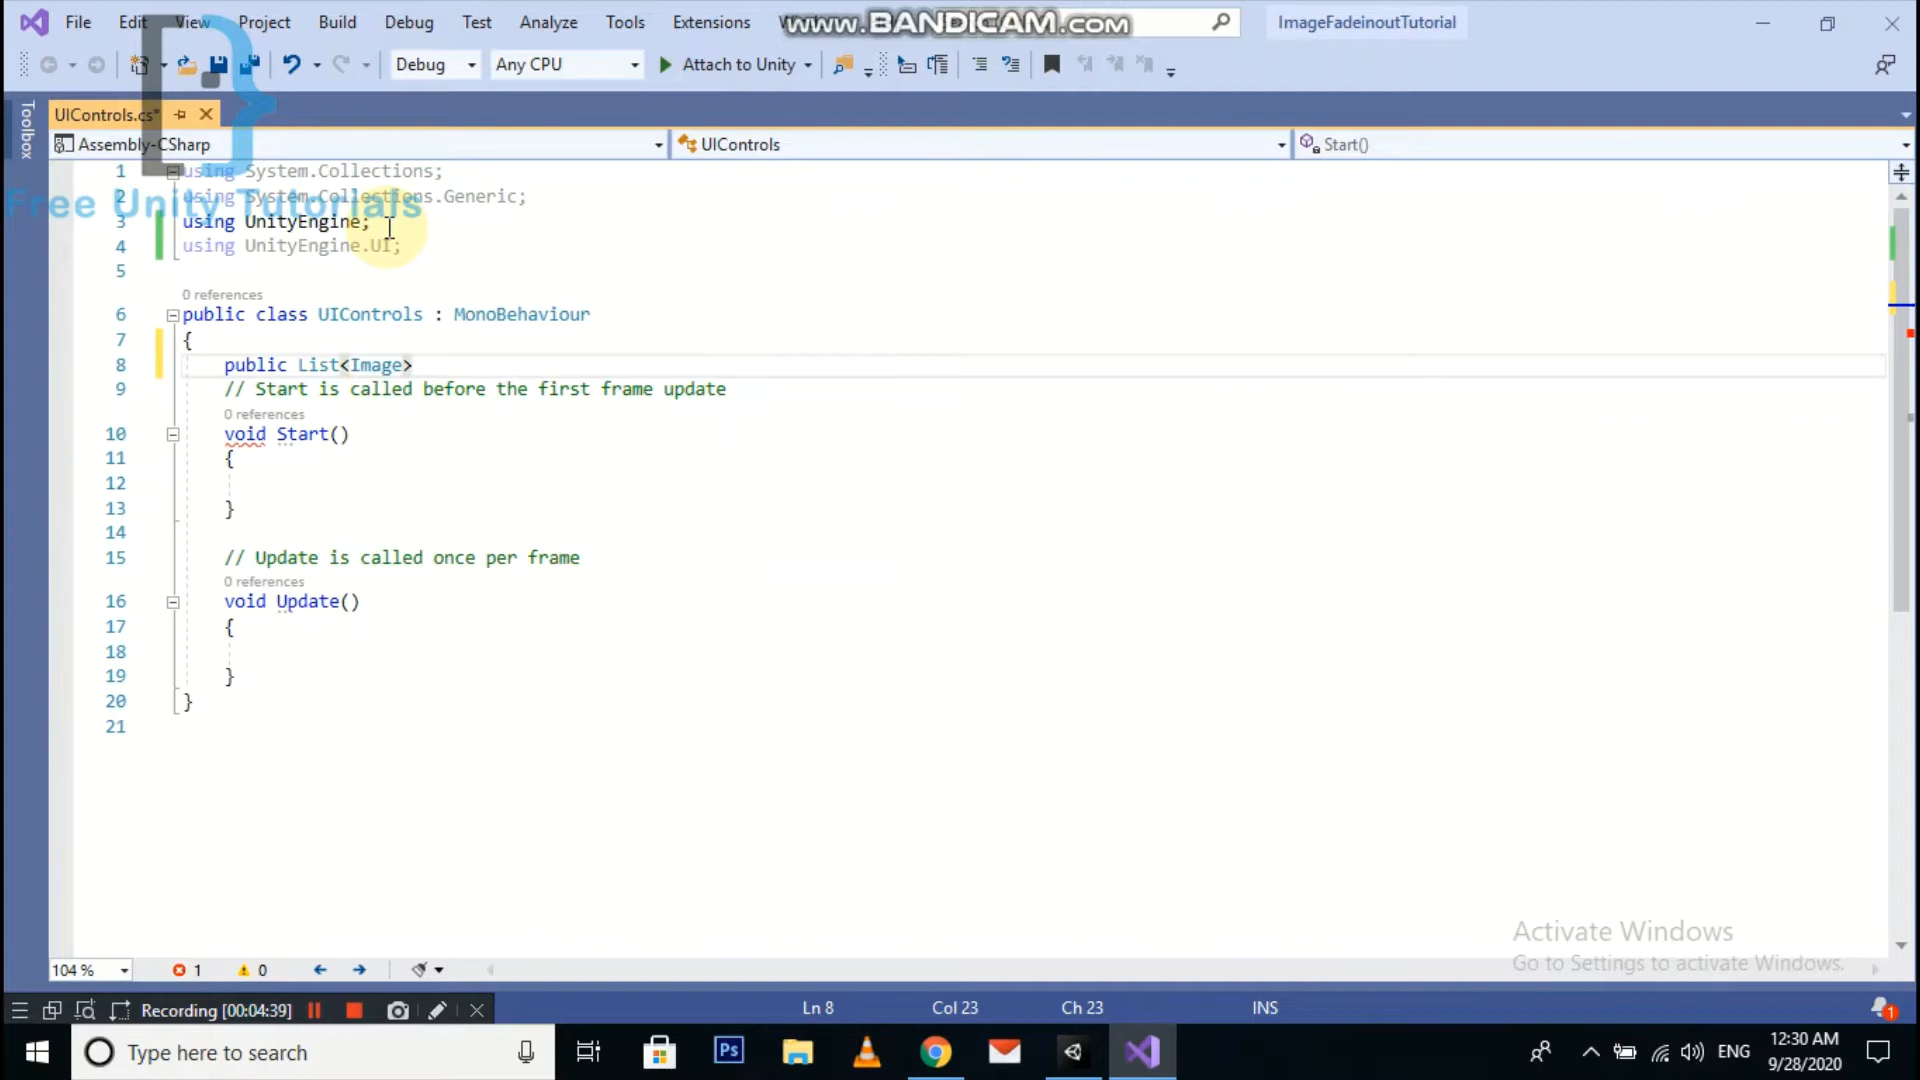 File Edit View Project Build Debug Test Analyze Tools Extensions www.BANDICAM.com ImageFadeinoutTutorial
Debug Any CPU Attach to Unity
Toolbox
UIControls.cs*
Assembly-CSharp UIControls Start()
Free Unity Tutorials
1 using System.Collections;
2 using System.Collections.Generic;
3 using UnityEngine;
4 using UnityEngine.UI;
5
0 references
6 public class UIControls : MonoBehaviour
7 {
8 public List<Image>
9 // Start is called before the first frame update
0 references
10 void Start()
11 {
12
13 }
14
15 // Update is called once per frame
0 references
16 void Update()
17 {
18
19 }
20 }
21
Activate Windows
Go to Settings to activate Windows.
104 % 1 0
Recording [00:04:39] Ln 8 Col 23 Ch 23 INS 1
Type here to search Ps ENG 12:30 AM
9/28/2020